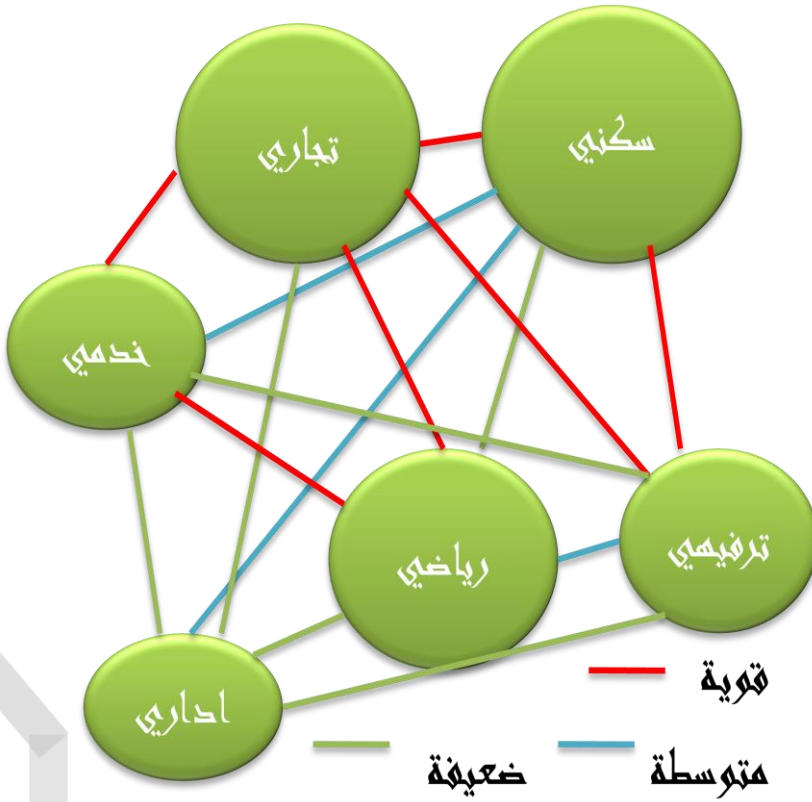 سكني
تجاري
خدمي
رياضي
ترفيهي
اداري
قوية
متوسطة
ضعيفة